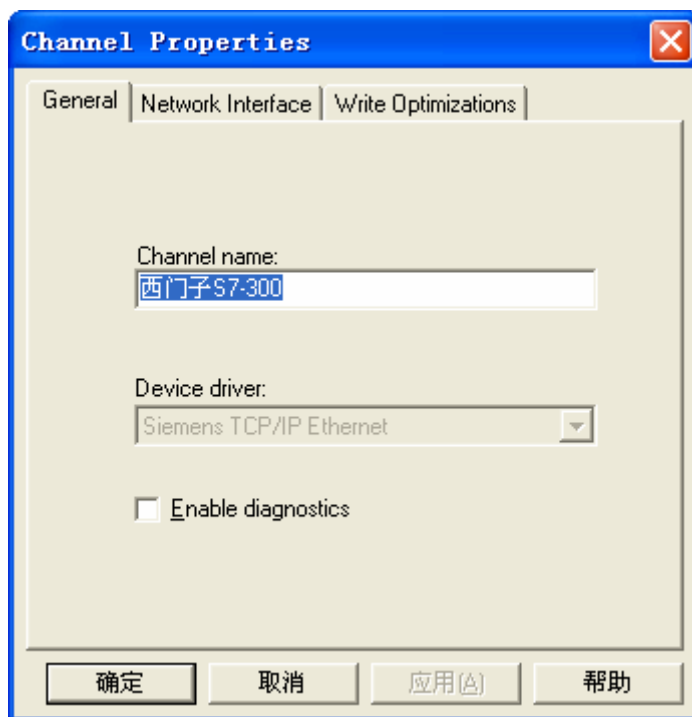 Channel Properties
General Network Interface Write Optimizations
Channel name:
西门子S7-300
Device driver:
Siemens TCP/IP Ethernet
Enable diagnostics
确定 取消 应用(A) 帮助